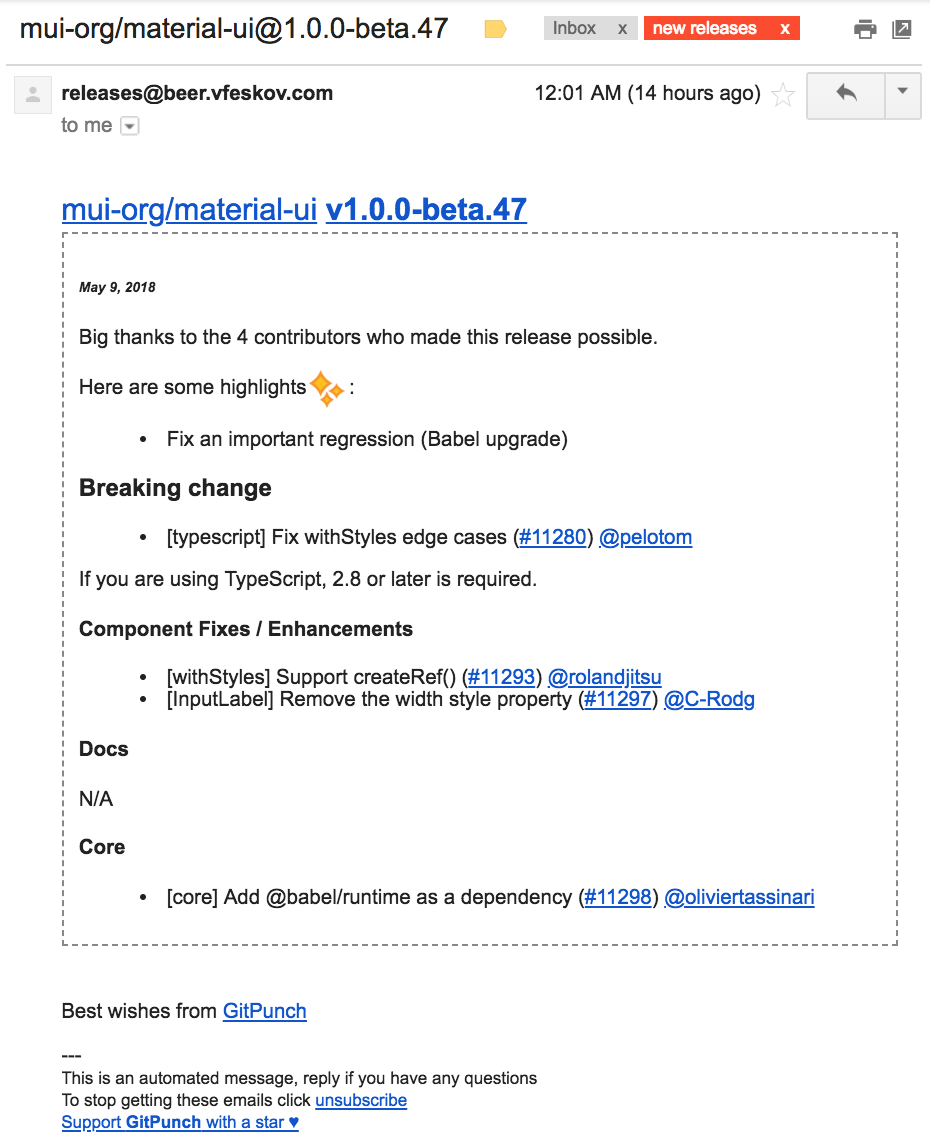 mui-org/material-ui@1.0.0-beta.47
Inbox x
new releases x
releases@beer.vfeskov.com
12:01 AM (14 hours ago)
to me
mui-org/material-ui v1.0.0-beta.47
May 9, 2018
Big thanks to the 4 contributors who made this release possible.
Here are some highlights✨ :
• Fix an important regression (Babel upgrade)
Breaking change
• [typescript] Fix withStyles edge cases (#11280) @pelotom
If you are using TypeScript, 2.8 or later is required.
Component Fixes / Enhancements
• [withStyles] Support createRef() (#11293) @rolandjitsu
• [InputLabel] Remove the width style property (#11297) @C-Rodg
Docs
N/A
Core
• [core] Add @babel/runtime as a dependency (#11298) @oliviertassinari
Best wishes from GitPunch
---
This is an automated message, reply if you have any questions
To stop getting these emails click unsubscribe
Support GitPunch with a star ♥